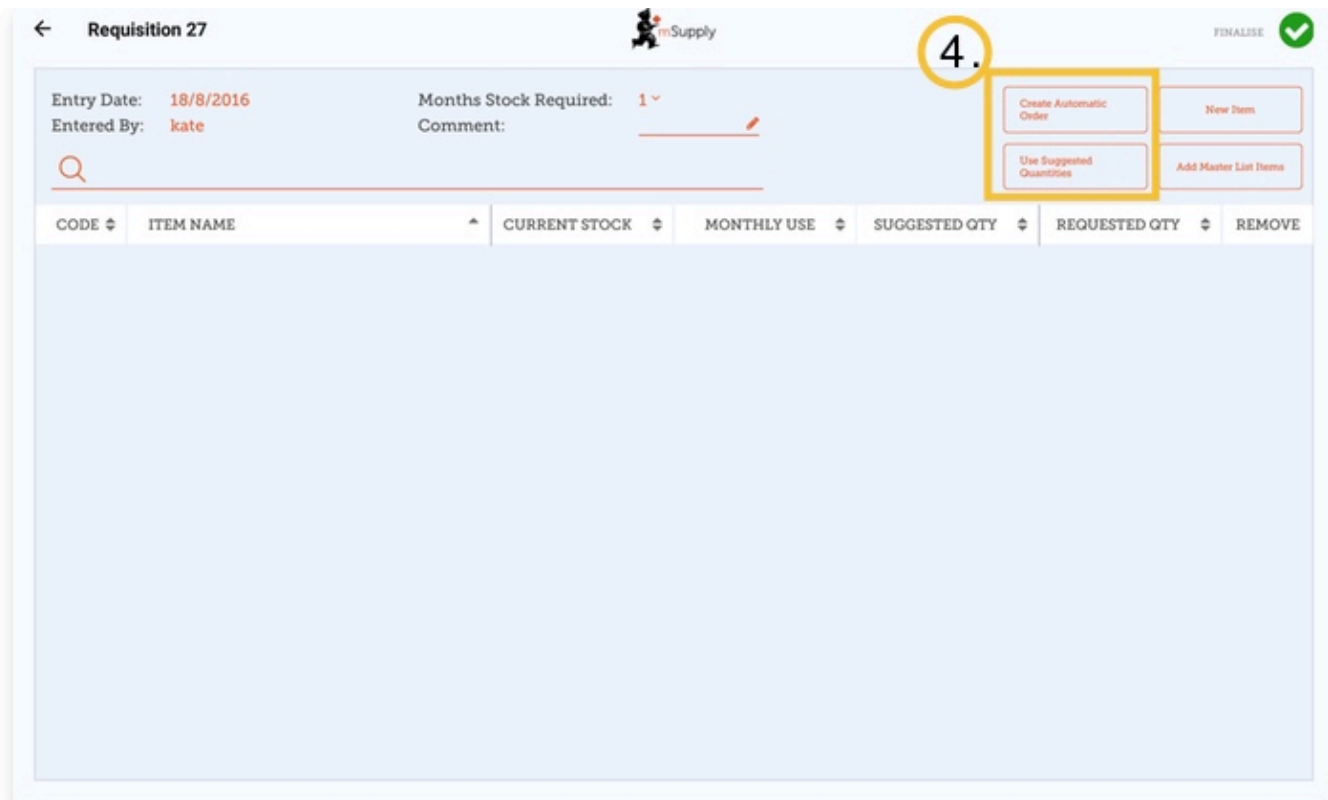 Requisition 27
mSupply
FINALISE
4.
Entry Date: 18/8/2016
Months Stock Required: 1
Entered By: kate
Comment:
Create Automatic
Order
New Item
Use Suggested
Quantities
Add Master List Items
CODE ITEM NAME CURRENT STOCK MONTHLY USE SUGGESTED QTY REQUESTED QTY REMOVE